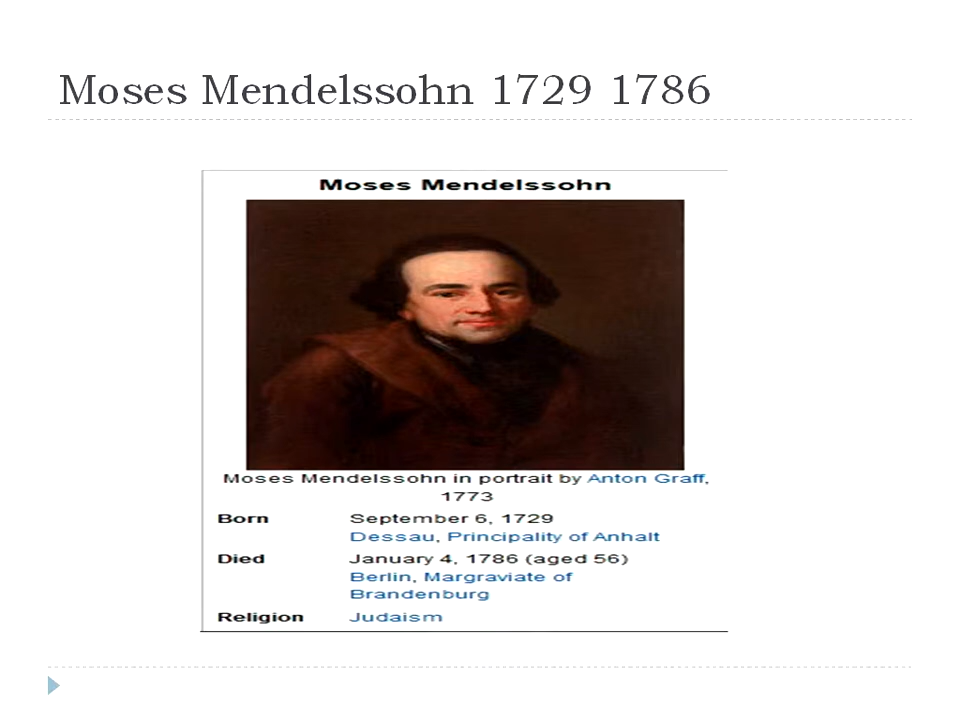 Moses Mendelssohn 1729 1786
Moses Mendelssohn
Moses Mendelssohn in portrait by Anton Graff,
1773
Born September 6, 1729
Dessau, Principality of Anhalt
Died January 4, 1786 (aged 56)
Berlin, Margraviate of
Brandenburg
Religion Judaism